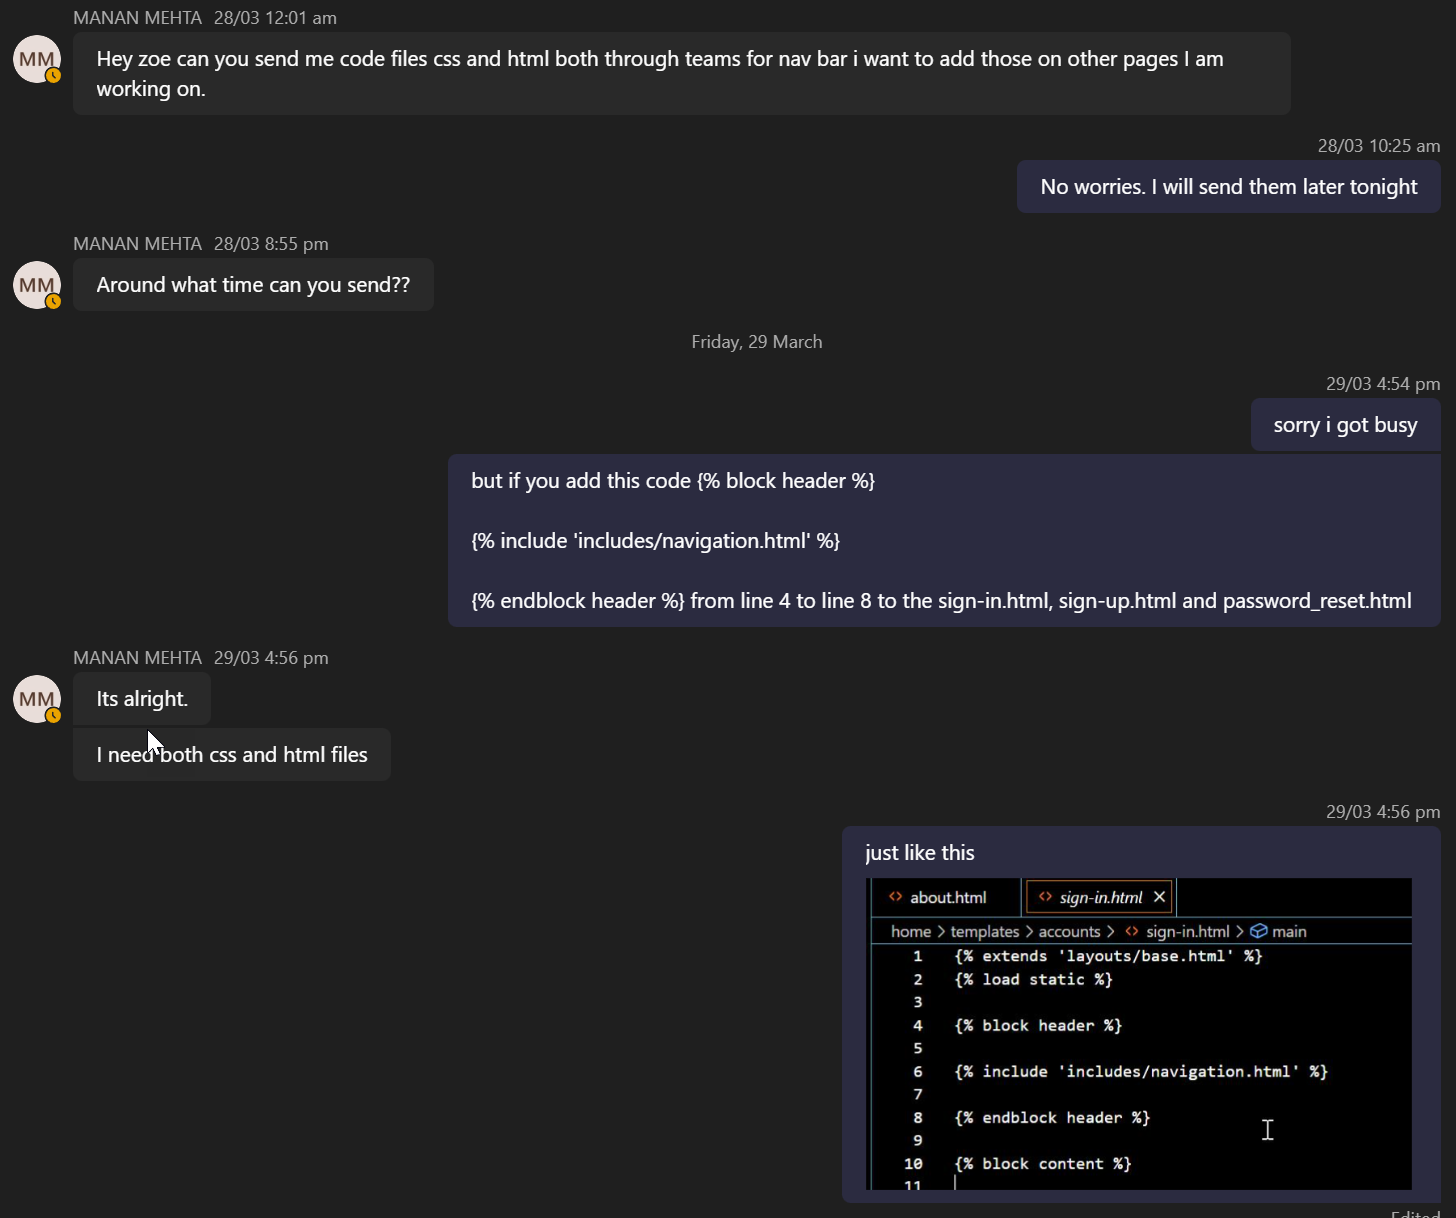 MANAN MEHTA 28/03 12:01 am
MM
Hey zoe can you send me code files css and html both through teams for nav bar i want to add those on other pages I am
working on.
28/03 10:25 am
No worries. I will send them later tonight
MANAN MEHTA 28/03 8:55 pm
MM
Around what time can you send??
Friday, 29 March
29/03 4:54 pm
sorry i got busy
but if you add this code {% block header %}
{% include 'includes/navigation.html' %}
{% endblock header %} from line 4 to line 8 to the sign-in.html, sign-up.html and password_reset.html
MANAN MEHTA 29/03 4:56 pm
MM
Its alright.
I need both css and html files
29/03 4:56 pm
just like this
<> about.html <> sign-in.html ×
home > templates > accounts > <> sign-in.html > main
1 {% extends 'layouts/base.html' %}
2 {% load static %}
3
4 {% block header %}
5
6 {% include 'includes/navigation.html' %}
7
8 {% endblock header %}
9
10 {% block content %}
11
Edited